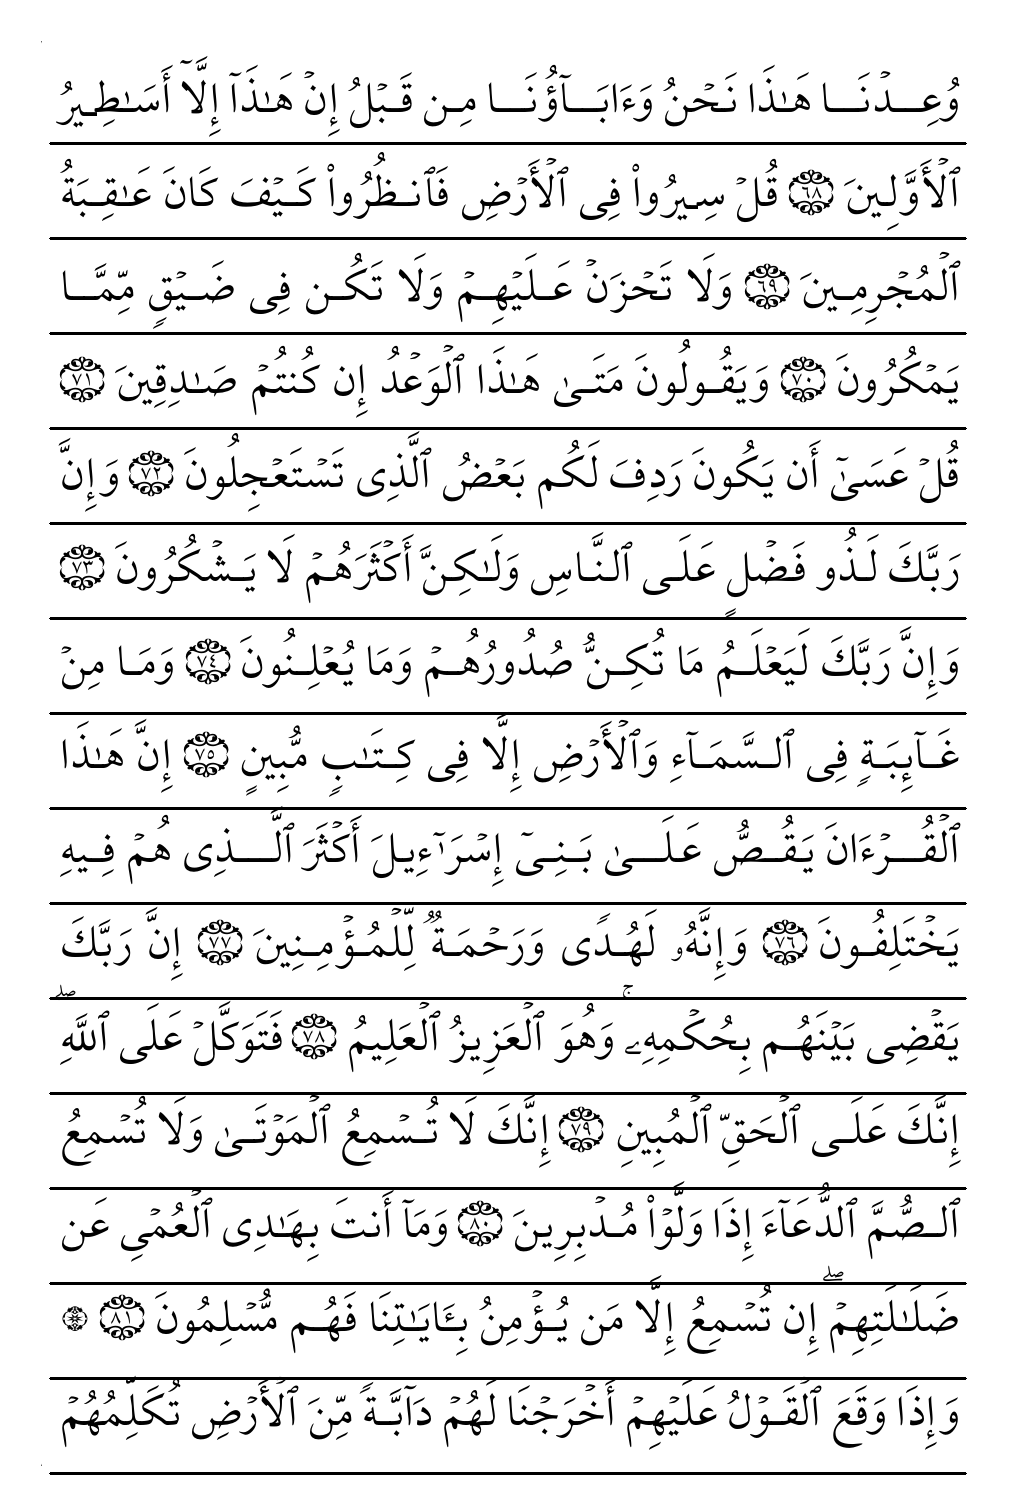 وُعِدْنَا هَـٰذَا نَحْنُ وَءَابَآؤُنَا مِن قَبْلُ إِنْ هَـٰذَآ إِلَّآ أَسَـٰطِيرُ
ٱلْأَوَّلِينَ ٦٨ قُلْ سِيرُوا۟ فِى ٱلْأَرْضِ فَٱنظُرُوا۟ كَيْفَ كَانَ عَـٰقِبَةُ
ٱلْمُجْرِمِينَ ٦٩ وَلَا تَحْزَنْ عَلَيْهِمْ وَلَا تَكُن فِى ضَيْقٍ مِّمَّا
يَمْكُرُونَ ٧٠ وَيَقُولُونَ مَتَىٰ هَـٰذَا ٱلْوَعْدُ إِن كُنتُمْ صَـٰدِقِينَ ٧١
قُلْ عَسَىٰٓ أَن يَكُونَ رَدِفَ لَكُم بَعْضُ ٱلَّذِى تَسْتَعْجِلُونَ ٧٢ وَإِنَّ
رَبَّكَ لَذُو فَضْلٍ عَلَى ٱلنَّاسِ وَلَـٰكِنَّ أَكْثَرَهُمْ لَا يَشْكُرُونَ ٧٣
وَإِنَّ رَبَّكَ لَيَعْلَمُ مَا تُكِنُّ صُدُورُهُمْ وَمَا يُعْلِنُونَ ٧٤ وَمَا مِنْ
غَآئِبَةٍ فِى ٱلسَّمَآءِ وَٱلْأَرْضِ إِلَّا فِى كِتَـٰبٍ مُّبِينٍ ٧٥ إِنَّ هَـٰذَا
ٱلْقُرْءَانَ يَقُصُّ عَلَىٰ بَنِىٓ إِسْرَٰٓءِيلَ أَكْثَرَ ٱلَّذِى هُمْ فِيهِ
يَخْتَلِفُونَ ٧٦ وَإِنَّهُۥ لَهُدًى وَرَحْمَةٌ لِّلْمُؤْمِنِينَ ٧٧ إِنَّ رَبَّكَ
يَقْضِى بَيْنَهُم بِحُكْمِهِۦ ۚ وَهُوَ ٱلْعَزِيزُ ٱلْعَلِيمُ ٧٨ فَتَوَكَّلْ عَلَى ٱللَّهِ ۖ
إِنَّكَ عَلَى ٱلْحَقِّ ٱلْمُبِينِ ٧٩ إِنَّكَ لَا تُسْمِعُ ٱلْمَوْتَىٰ وَلَا تُسْمِعُ
ٱلصُّمَّ ٱلدُّعَآءَ إِذَا وَلَّوْا۟ مُدْبِرِينَ ٨٠ وَمَآ أَنتَ بِهَـٰدِى ٱلْعُمْىِ عَن
ضَلَـٰلَتِهِمْ ۖ إِن تُسْمِعُ إِلَّا مَن يُؤْمِنُ بِـَٔايَـٰتِنَا فَهُم مُّسْلِمُونَ ٨١ ۞
وَإِذَا وَقَعَ ٱلْقَوْلُ عَلَيْهِمْ أَخْرَجْنَا لَهُمْ دَآبَّةً مِّنَ ٱلْأَرْضِ تُكَلِّمُهُمْ